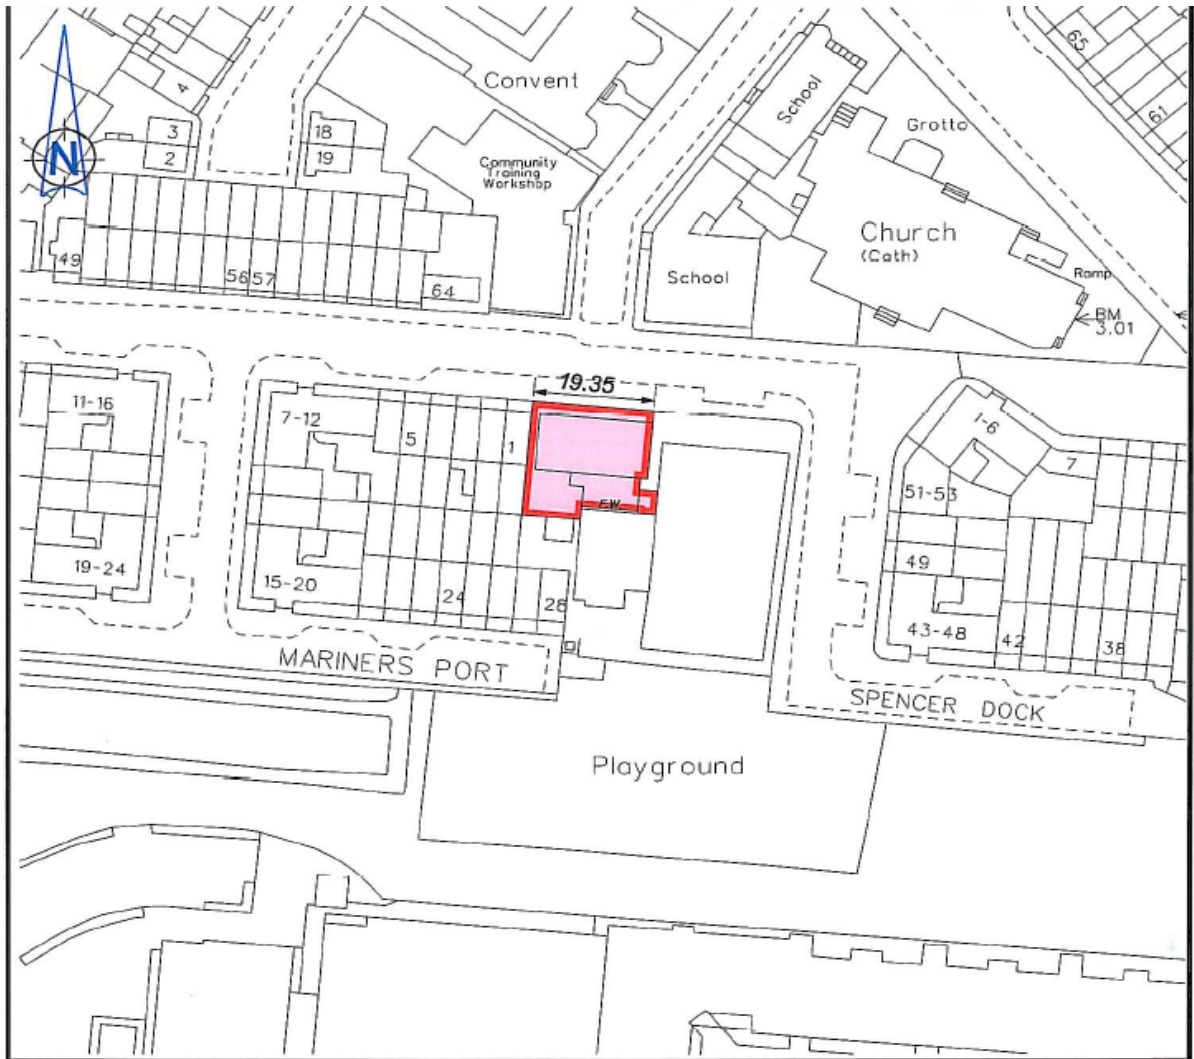 Convent
65
4
School
61
3
18
Grotto
N
2
19
Community
Training
Workshop
Church
(Cath)
49
56 57
64
School
Ramp
BM
3.01
19.35
11-16
7-12
5
1
1-6
7
51-53
FW
49
19-24
15-20
24
28
43-48
42
38
MARINERS PORT
SPENCER DOCK
Playground